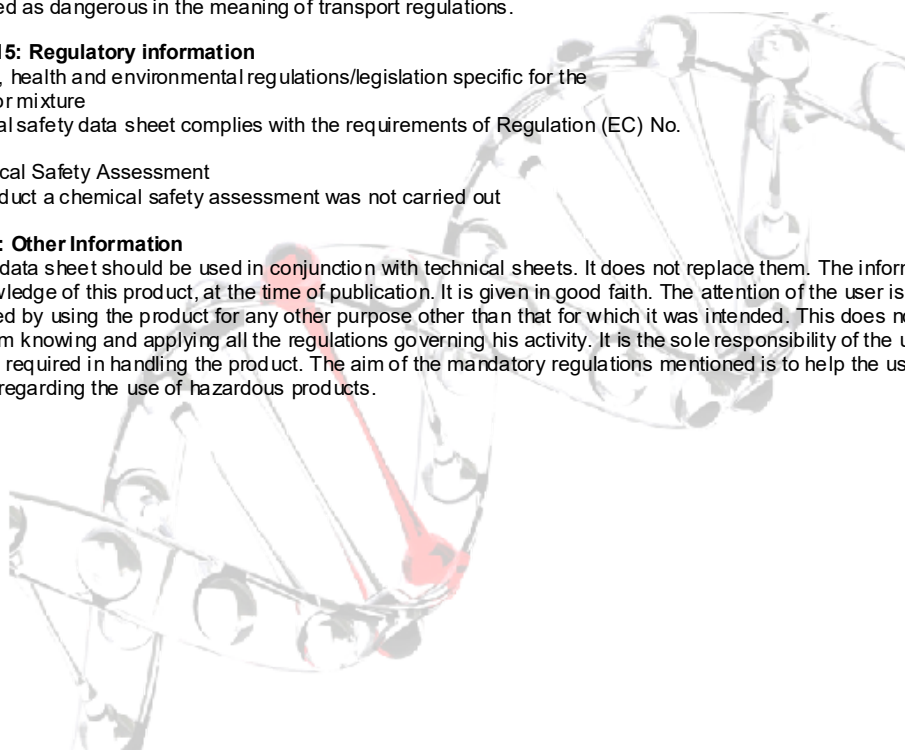 ed as dangerous in the meaning of transport regulations.
15: Regulatory information
, health and environmental regulations/legislation specific for the
or mixture
al safety data sheet complies with the requirements of Regulation (EC) No.
cal Safety Assessment
duct a chemical safety assessment was not carried out
: Other Information
data sheet should be used in conjunction with technical sheets. It does not replace them. The inform
wledge of this product, at the time of publication. It is given in good faith. The attention of the user is
ed by using the product for any other purpose other than that for which it was intended. This does no
m knowing and applying all the regulations governing his activity. It is the sole responsibility of the u
required in handling the product. The aim of the mandatory regulations mentioned is to help the us
regarding the use of hazardous products.